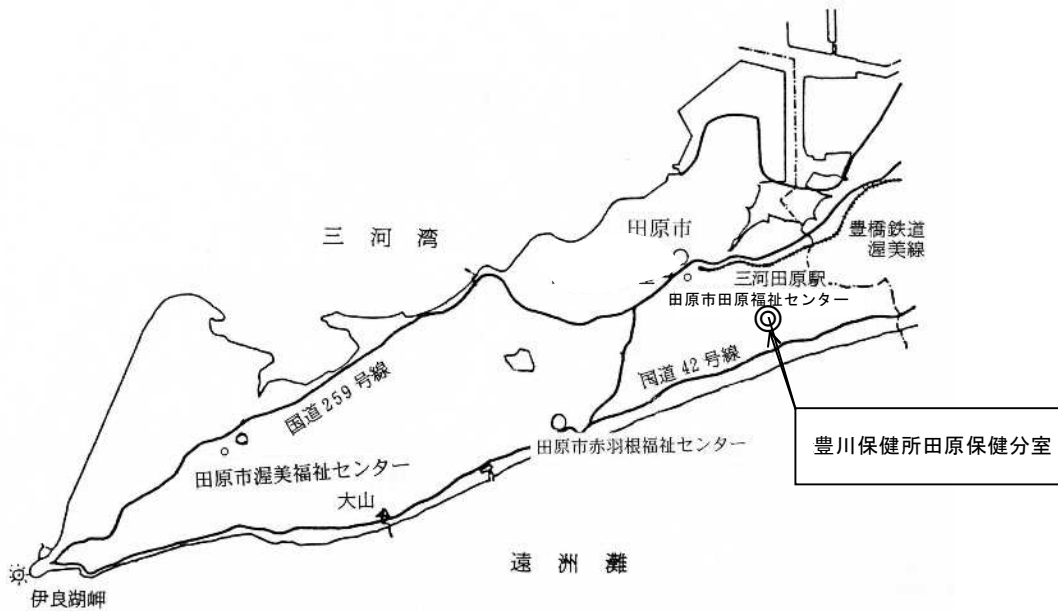 三河湾
田原市
豊橋鉄道
渥美線
三河田原駅
田原市田原福祉センター
国道42号線
国道259号線
田原市赤羽根福祉センター
豊川保健所田原保健分室
田原市渥美福祉センター
大山
遠洲灘
伊良湖岬